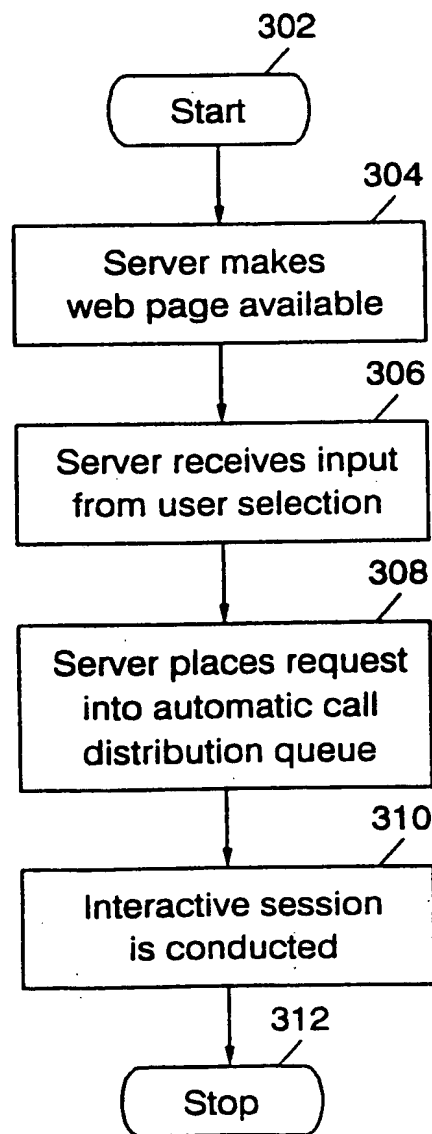 302
Start
304
Server makes
web page available
306
Server receives input
from user selection
308
Server places request
into automatic call
distribution queue
310
Interactive session
is conducted
312
Stop